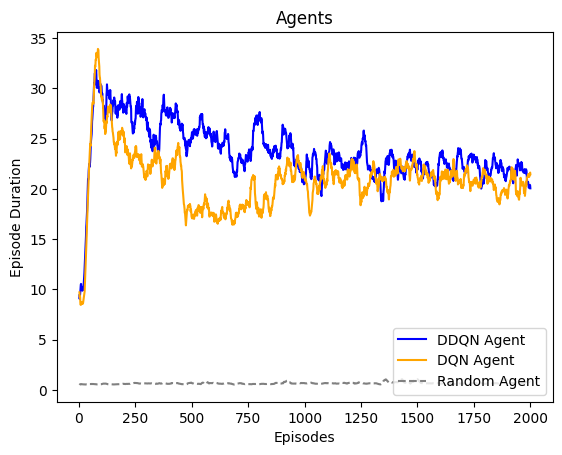 Agents
Episode Duration
35
30
25
20
15
10
5
0
DDQN Agent
DQN Agent
Random Agent
0 250 500 750 1000 1250 1500 1750 2000
Episodes